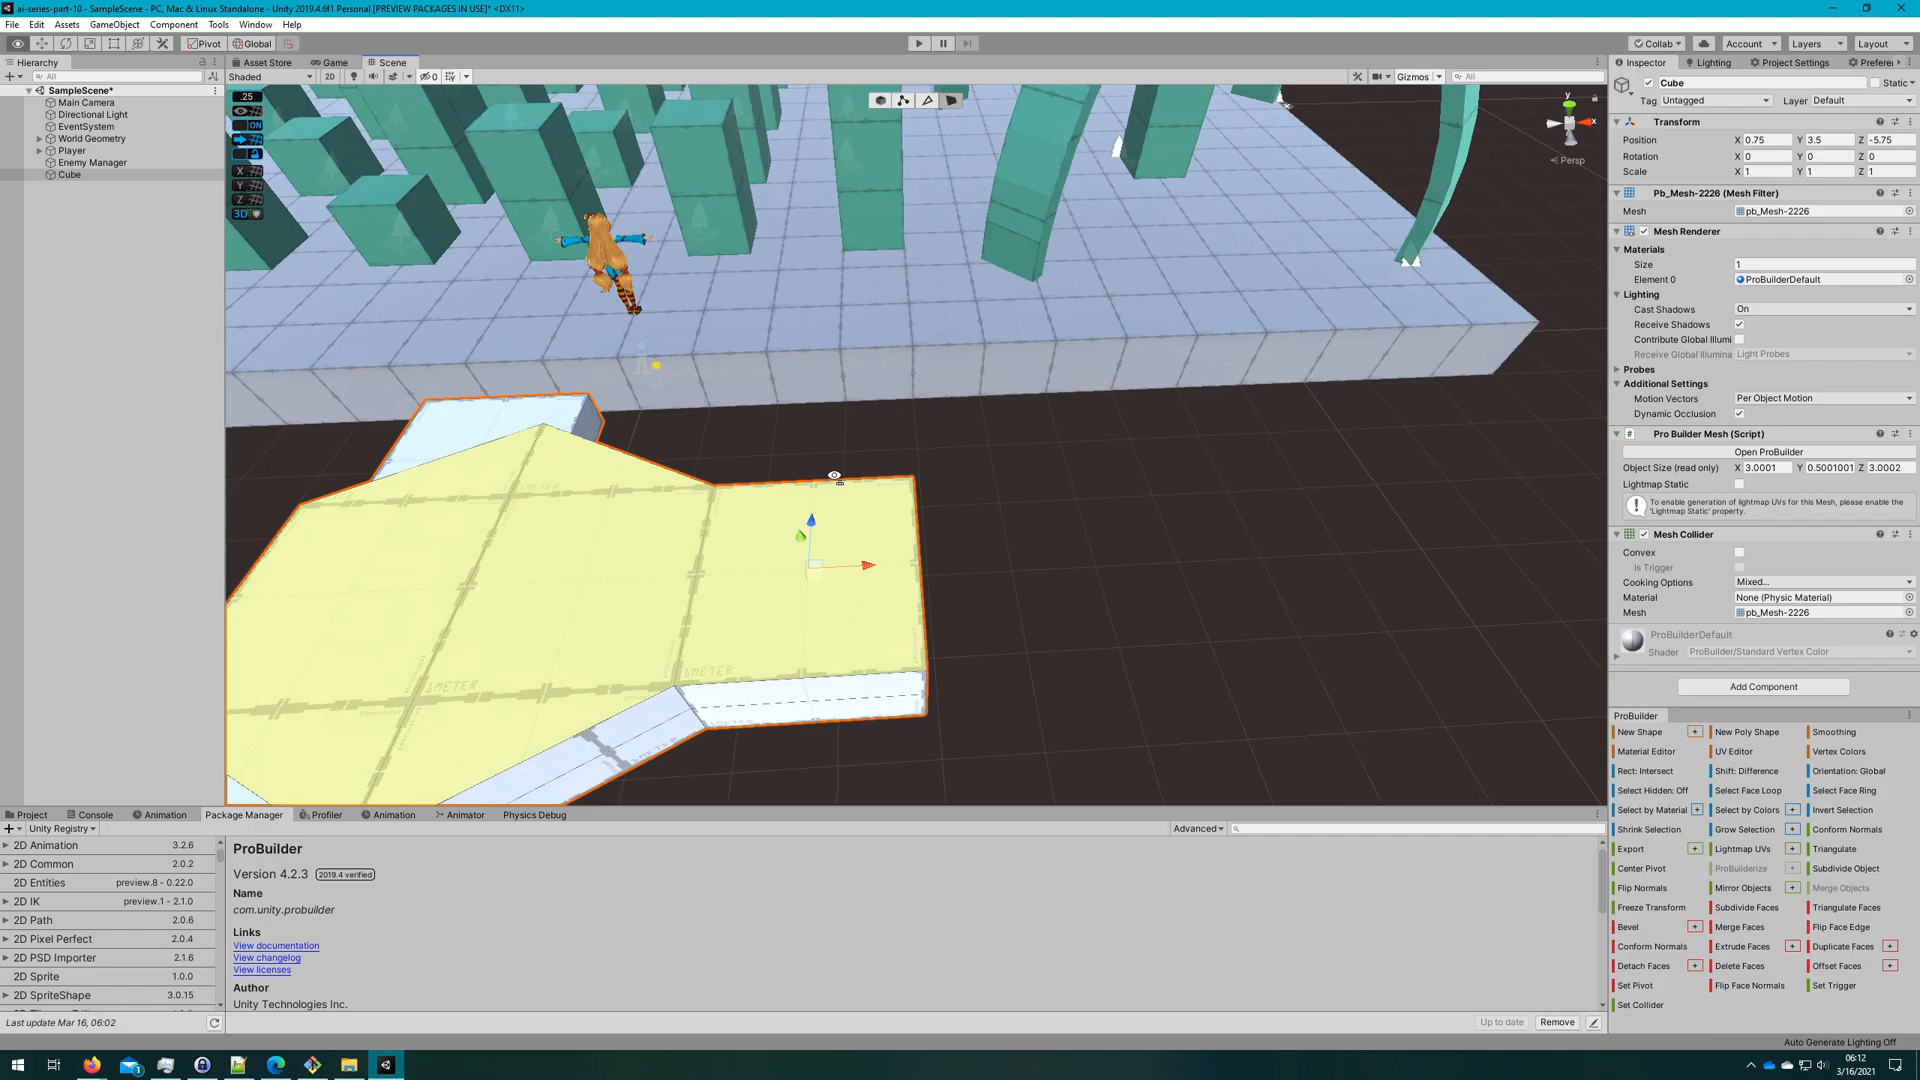 ai-series-part-10 - SampleScene - PC, Mac & Linux Standalone - Unity 2019.4.6f1 Personal [PREVIEW PACKAGES IN USE]* <DX11>
File Edit Assets GameObject Component Tools Window Help
Pivot Global Collab Account Layers Layout
Hierarchy Asset Store Game Scene Inspector Lighting Project Settings Preferen
All Shaded 2D 0 Gizmos All
SampleScene*
Main Camera
Directional Light
EventSystem
World Geometry
Player
Enemy Manager
Cube
.25
ON
X
Y
Z
3D
y
x
Persp
1METER
1METER
Cube Static
Tag Untagged Layer Default
Transform
Position X 0.75 Y 3.5 Z -5.75
Rotation X 0 Y 0 Z 0
Scale X 1 Y 1 Z 1
Pb_Mesh-2226 (Mesh Filter)
Mesh pb_Mesh-2226
Mesh Renderer
Materials
Size 1
Element 0 ProBuilderDefault
Lighting
Cast Shadows On
Receive Shadows
Contribute Global Illumi
Receive Global Illumina Light Probes
Probes
Additional Settings
Motion Vectors Per Object Motion
Dynamic Occlusion
Pro Builder Mesh (Script)
Open ProBuilder
Object Size (read only) X 3.0001 Y 0.5001001 Z 3.0002
Lightmap Static
To enable generation of lightmap UVs for this Mesh, please enable the
'Lightmap Static' property.
Mesh Collider
Convex
Is Trigger
Cooking Options Mixed...
Material None (Physic Material)
Mesh pb_Mesh-2226
ProBuilderDefault
Shader ProBuilder/Standard Vertex Color
Add Component
ProBuilder
New Shape + New Poly Shape Smoothing
Material Editor UV Editor Vertex Colors
Rect: Intersect Shift: Difference Orientation: Global
Select Hidden: Off Select Face Loop Select Face Ring
Select by Material + Select by Colors + Invert Selection
Shrink Selection Grow Selection + Conform Normals
Export + Lightmap UVs + Triangulate
Center Pivot ProBuilderize + Subdivide Object
Flip Normals Mirror Objects + Merge Objects
Freeze Transform Subdivide Faces Triangulate Faces
Bevel + Merge Faces Flip Face Edge
Conform Normals Extrude Faces + Duplicate Faces +
Detach Faces + Delete Faces Offset Faces +
Set Pivot Flip Face Normals Set Trigger
Set Collider
Project Console Animation Package Manager Profiler Animation Animator Physics Debug
+ Unity Registry Advanced
2D Animation 3.2.6
2D Common 2.0.2
2D Entities preview.8 - 0.22.0
2D IK preview.1 - 2.1.0
2D Path 2.0.6
2D Pixel Perfect 2.0.4
2D PSD Importer 2.1.6
2D Sprite 1.0.0
2D SpriteShape 3.0.15
Last update Mar 16, 06:02
ProBuilder
Version 4.2.3 2019.4 verified
Name
com.unity.probuilder
Links
View documentation
View changelog
View licenses
Author
Unity Technologies Inc.
Up to date Remove
Auto Generate Lighting Off
1
06:12
3/16/2021